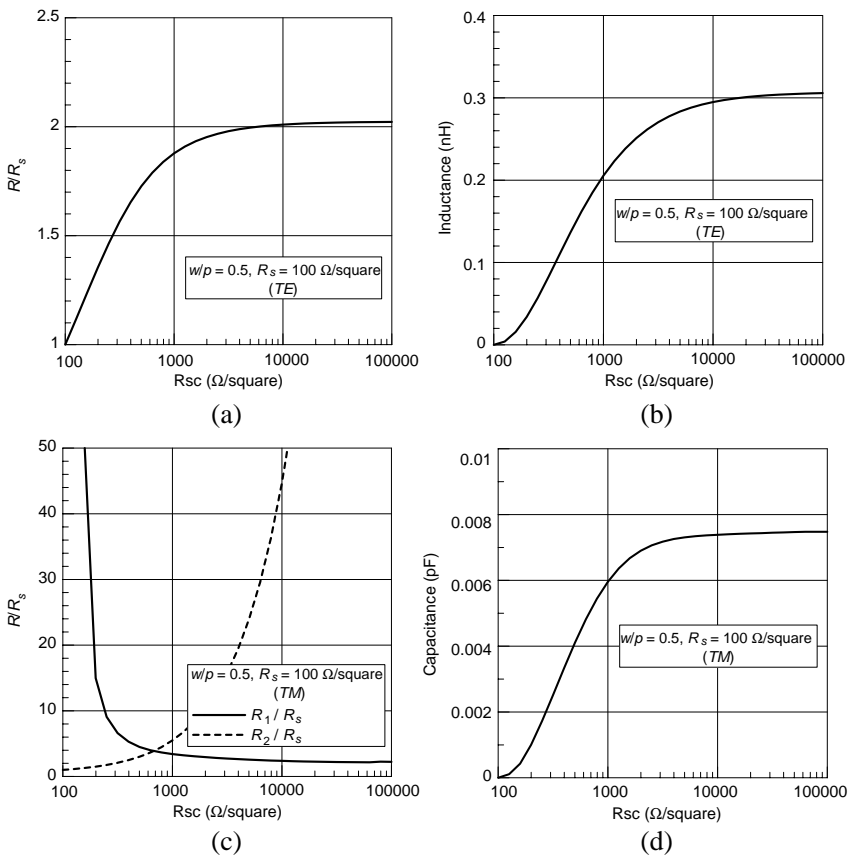 2.5
2
1.5
1
R/Rs
100 1000 10000 100000
Rsc (Ω/square)
w/p = 0.5, Rs = 100 Ω/square
(TE)
(a)
0.4
0.3
0.2
0.1
0
Inductance (nH)
100 1000 10000 100000
Rsc (Ω/square)
w/p = 0.5, Rs = 100 Ω/square
(TE)
(b)
50
40
30
20
10
0
R/Rs
100 1000 10000 100000
Rsc (Ω/square)
w/p = 0.5, Rs = 100 Ω/square
(TM)
R1 / Rs
R2 / Rs
(c)
0.01
0.008
0.006
0.004
0.002
0
Capacitance (pF)
100 1000 10000 100000
Rsc (Ω/square)
w/p = 0.5, Rs = 100 Ω/square
(TM)
(d)